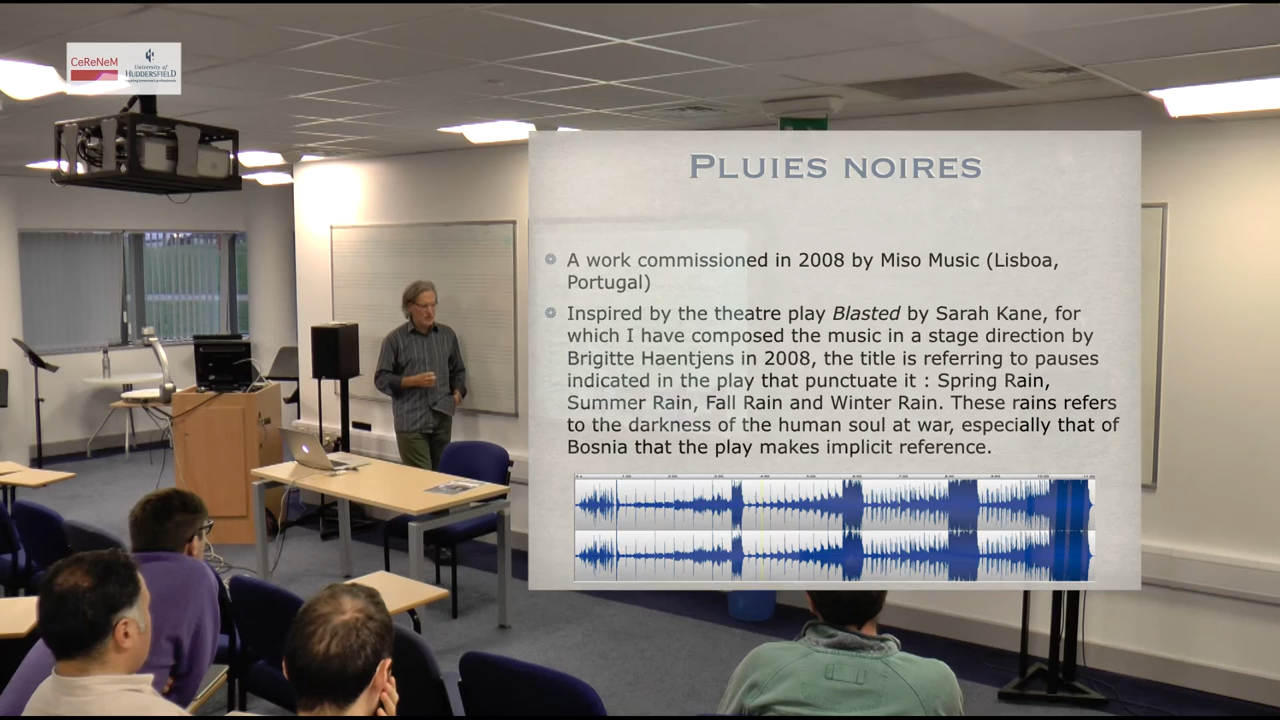 CeReNeM
University of
HUDDERSFIELD
PLUIES NOIRES
A work commissioned in 2008 by Miso Music (Lisboa,
Portugal)
Inspired by the theatre play Blasted by Sarah Kane, for
which I have composed the music in a stage direction by
Brigitte Haentjens in 2008, the title is referring to pauses
indicated in the play that punctuate it : Spring Rain,
Summer Rain, Fall Rain and Winter Rain. These rains refers
to the darkness of the human soul at war, especially that of
Bosnia that the play makes implicit reference.